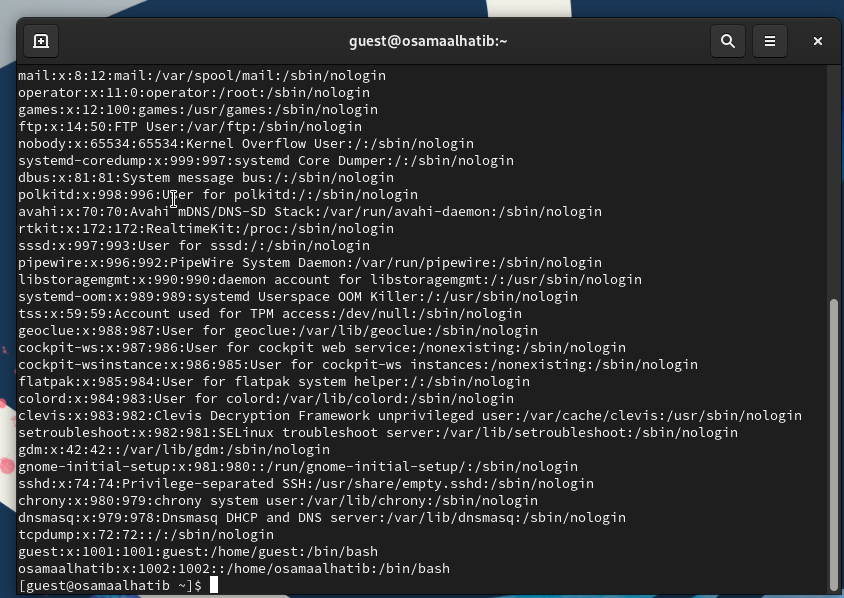 guest@osamaalhatib:~
mail:x:8:12:mail:/var/spool/mail:/sbin/nologin
operator:x:11:0:operator:/root:/sbin/nologin
games:x:12:100:games:/usr/games:/sbin/nologin
ftp:x:14:50:FTP User:/var/ftp:/sbin/nologin
nobody:x:65534:65534:Kernel Overflow User:/:/sbin/nologin
systemd-coredump:x:999:997:systemd Core Dumper:/:/sbin/nologin
dbus:x:81:81:System message bus:/:/sbin/nologin
polkitd:x:998:996:User for polkitd:/:/sbin/nologin
avahi:x:70:70:Avahi mDNS/DNS-SD Stack:/var/run/avahi-daemon:/sbin/nologin
rtkit:x:172:172:RealtimeKit:/proc:/sbin/nologin
sssd:x:997:993:User for sssd:/:/sbin/nologin
pipewire:x:996:992:PipeWire System Daemon:/var/run/pipewire:/sbin/nologin
libstoragemgmt:x:990:990:daemon account for libstoragemgmt:/:/usr/sbin/nologin
systemd-oom:x:989:989:systemd Userspace OOM Killer:/:/usr/sbin/nologin
tss:x:59:59:Account used for TPM access:/dev/null:/sbin/nologin
geoclue:x:988:987:User for geoclue:/var/lib/geoclue:/sbin/nologin
cockpit-ws:x:987:986:User for cockpit web service:/nonexisting:/sbin/nologin
cockpit-wsinstance:x:986:985:User for cockpit-ws instances:/nonexisting:/sbin/nologin
flatpak:x:985:984:User for flatpak system helper:/:/sbin/nologin
colord:x:984:983:User for colord:/var/lib/colord:/sbin/nologin
clevis:x:983:982:Clevis Decryption Framework unprivileged user:/var/cache/clevis:/usr/sbin/nologin
setroubleshoot:x:982:981:SELinux troubleshoot server:/var/lib/setroubleshoot:/sbin/nologin
gdm:x:42:42::/var/lib/gdm:/sbin/nologin
gnome-initial-setup:x:981:980::/run/gnome-initial-setup/:/sbin/nologin
sshd:x:74:74:Privilege-separated SSH:/usr/share/empty.sshd:/sbin/nologin
chrony:x:980:979:chrony system user:/var/lib/chrony:/sbin/nologin
dnsmasq:x:979:978:Dnsmasq DHCP and DNS server:/var/lib/dnsmasq:/sbin/nologin
tcpdump:x:72:72::/:/sbin/nologin
guest:x:1001:1001:guest:/home/guest:/bin/bash
osamaalhatib:x:1002:1002::/home/osamaalhatib:/bin/bash
[guest@osamaalhatib ~]$